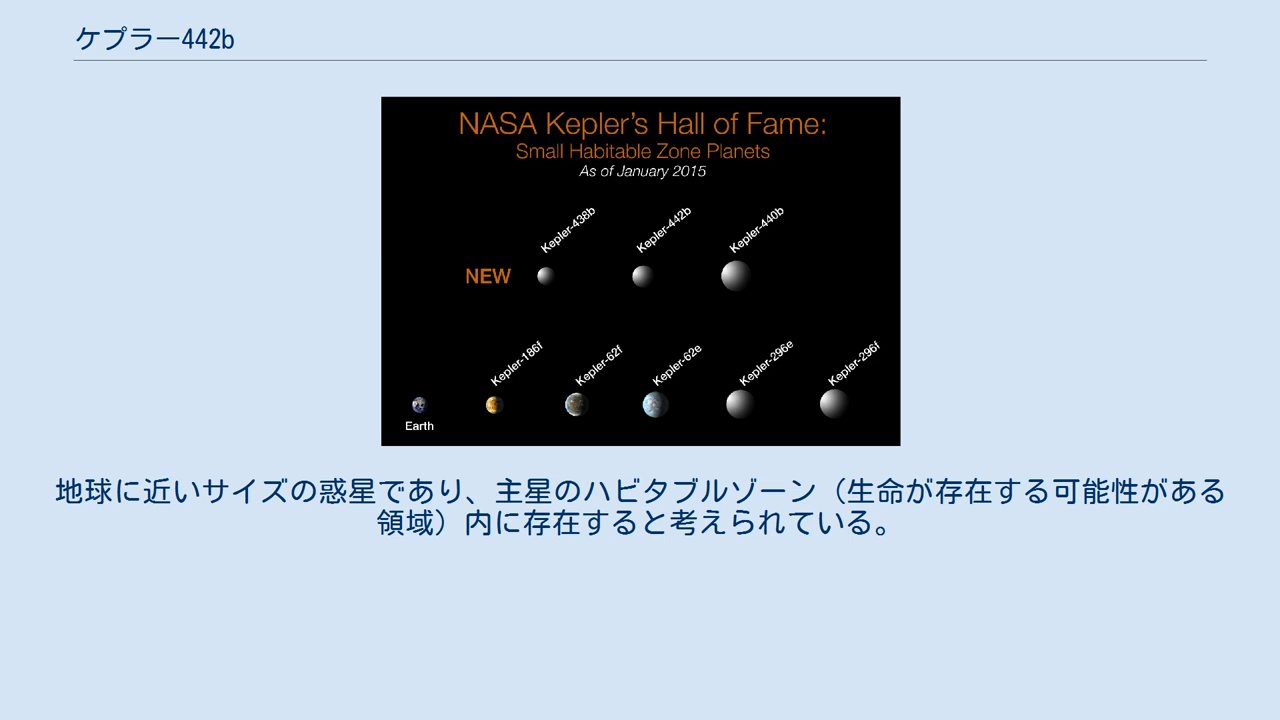 ケプラー442b
NASA Kepler's Hall of Fame:
Small Habitable Zone Planets
As of January 2015
Kepler-438b
Kepler-442b
Kepler-440b
NEW
Kepler-186f
Kepler-62f
Kepler-62e
Kepler-296e
Kepler-296f
Earth
地球に近いサイズの惑星であり、主星のハビタブルゾーン（生命が存在する可能性がある
領域）内に存在すると考えられている。